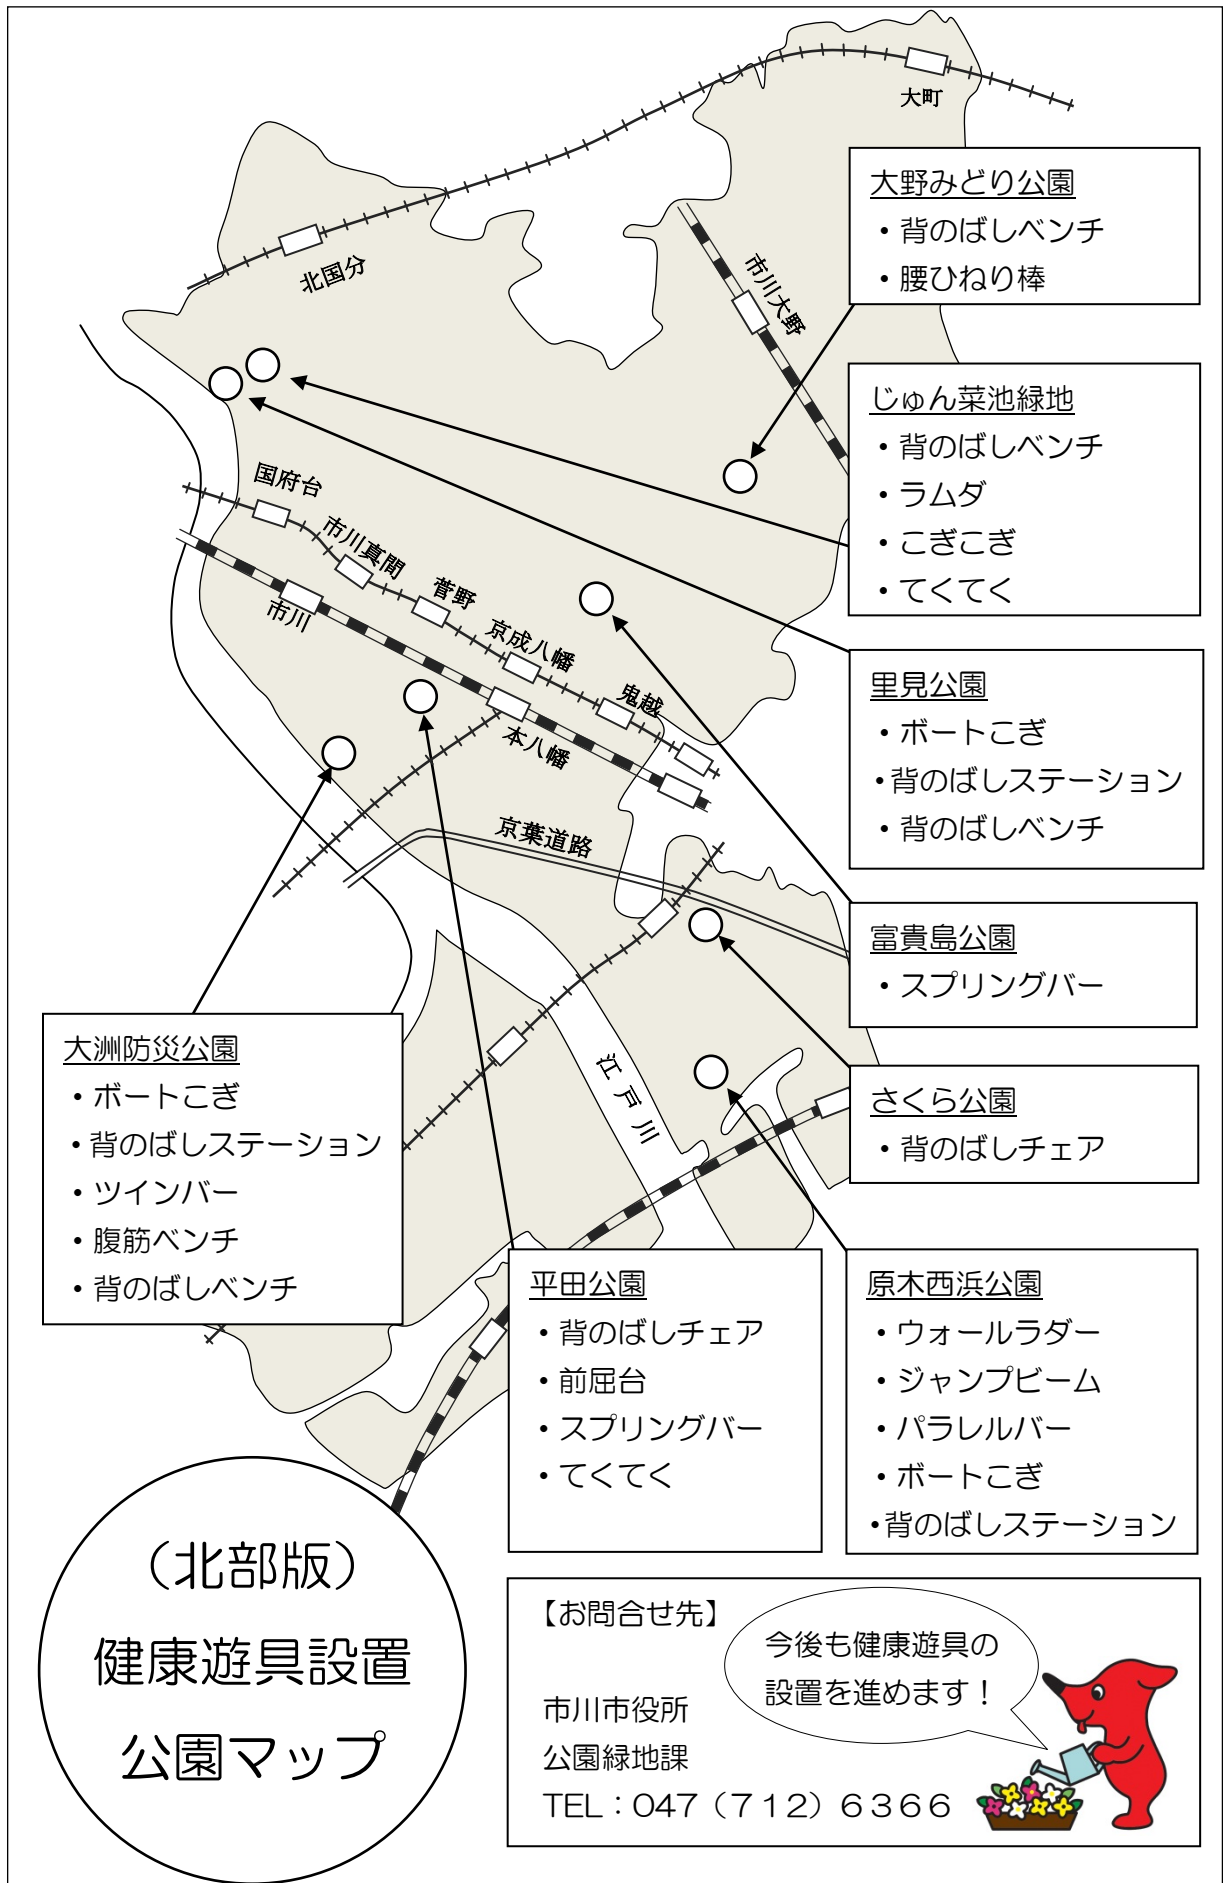 大町
北国分
市川大野
大野みどり公園
・背のばしベンチ
・腰ひねり棒
じゅん菜池緑地
・背のばしベンチ
・ラムダ
・こぎこぎ
・てくてく
国府台
市川真間
菅野
京成八幡
鬼越
市川
本八幡
京葉道路
里見公園
・ボートこぎ
・背のばしステーション
・背のばしベンチ
富貴島公園
・スプリングバー
江戸川
さくら公園
・背のばしチェア
大洲防災公園
・ボートこぎ
・背のばしステーション
・ツインバー
・腹筋ベンチ
・背のばしベンチ
平田公園
・背のばしチェア
・前屈台
・スプリングバー
・てくてく
原木西浜公園
・ウォールラダー
・ジャンプビーム
・パラレルバー
・ボートこぎ
・背のばしステーション
（北部版）
健康遊具設置
公園マップ
【お問合せ先】
市川市役所
公園緑地課
TEL：047（712）6366
今後も健康遊具の
設置を進めます！